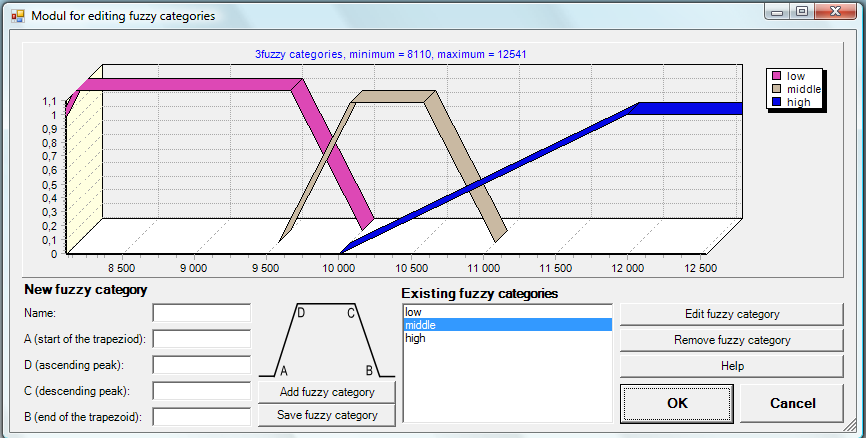 Modul for editing fuzzy categories
3fuzzy categories, minimum = 8110, maximum = 12541
low
middle
high
1,1
1
0,9
0,8
0,7
0,6
0,5
0,4
0,3
0,2
0,1
0
8 500 9 000 9 500 10 000 10 500 11 000 11 500 12 000 12 500
New fuzzy category
Name:
A (start of the trapeziod):
D (ascending peak):
C (descending peak):
B (end of the trapezoid):
D C
A B
Add fuzzy category
Save fuzzy category
Existing fuzzy categories
low
middle
high
Edit fuzzy category
Remove fuzzy category
Help
OK Cancel